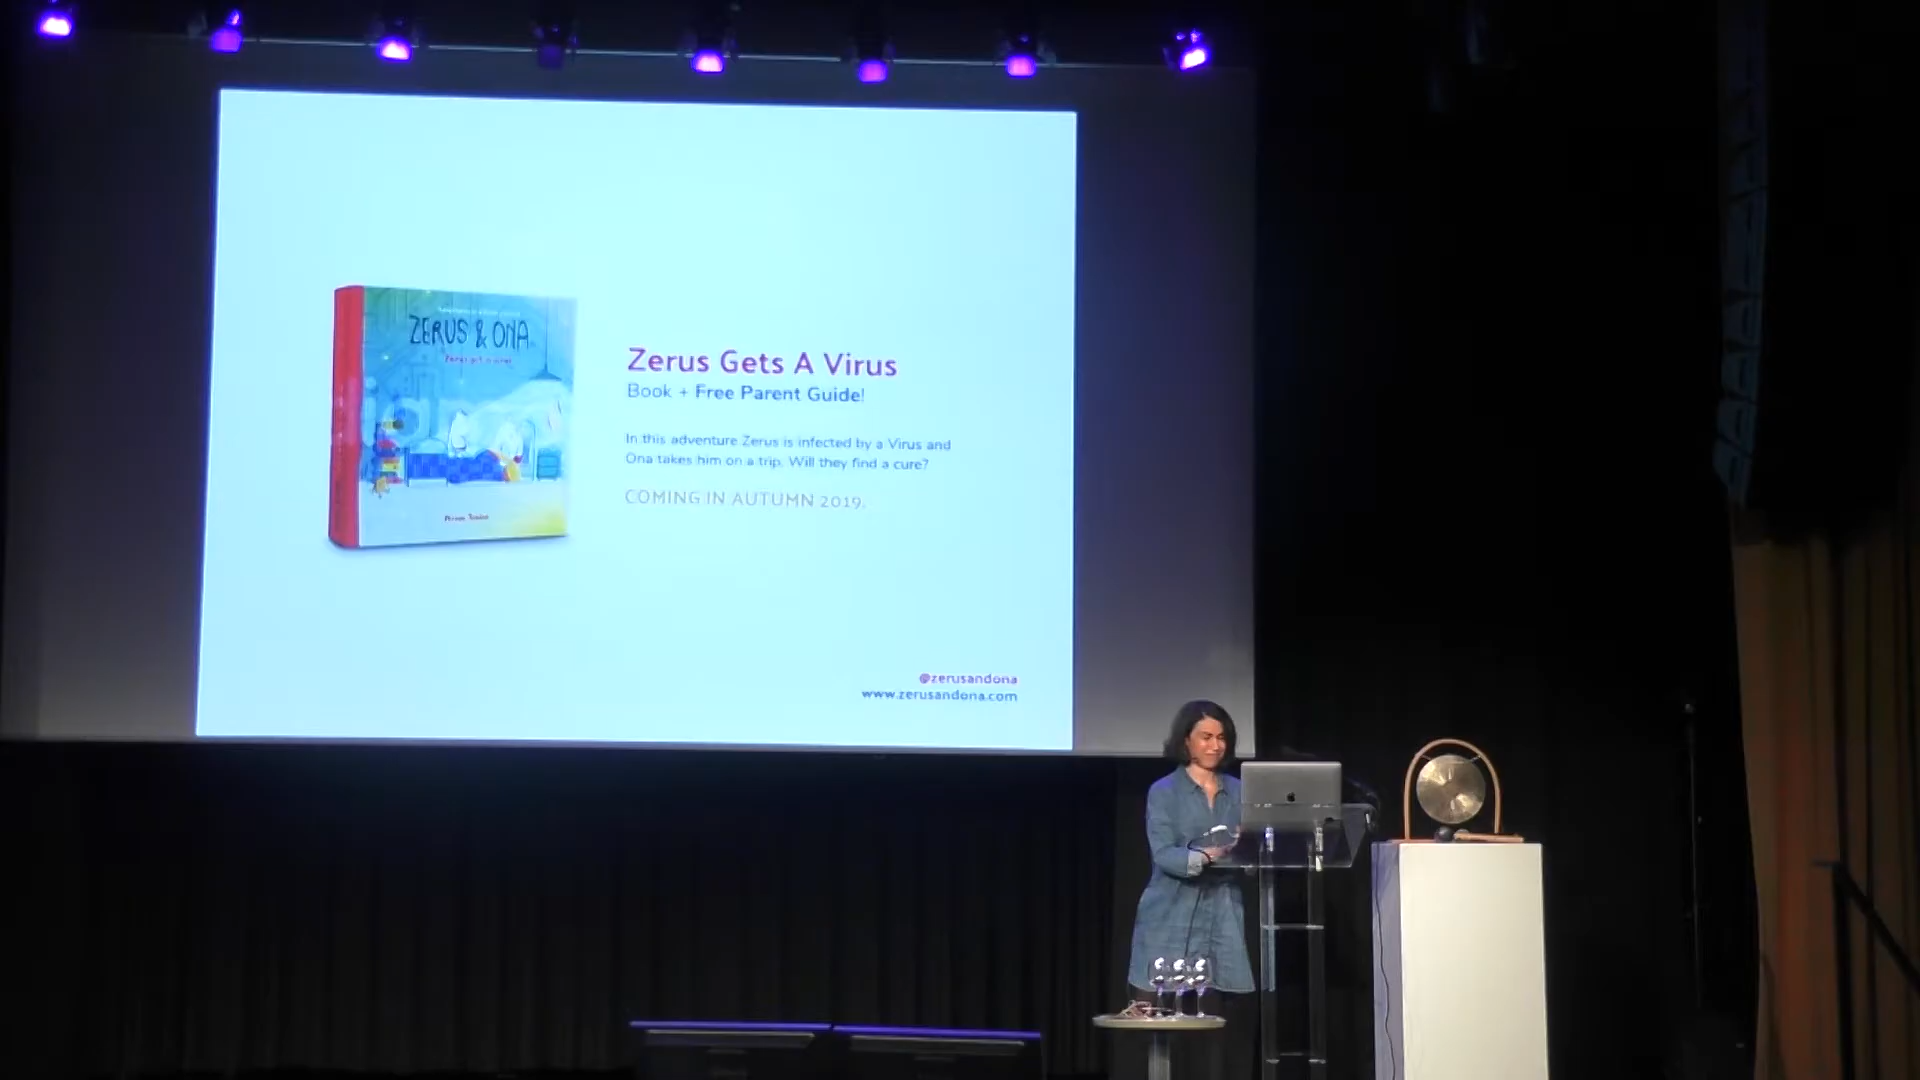 ZERUS & ONA
Zerus Gets A Virus
Book + Free Parent Guide!
In this adventure Zerus is infected by a Virus and
Ona takes him on a trip. Will they find a cure?
COMING IN AUTUMN 2019.
@zerusandona
www.zerusandona.com